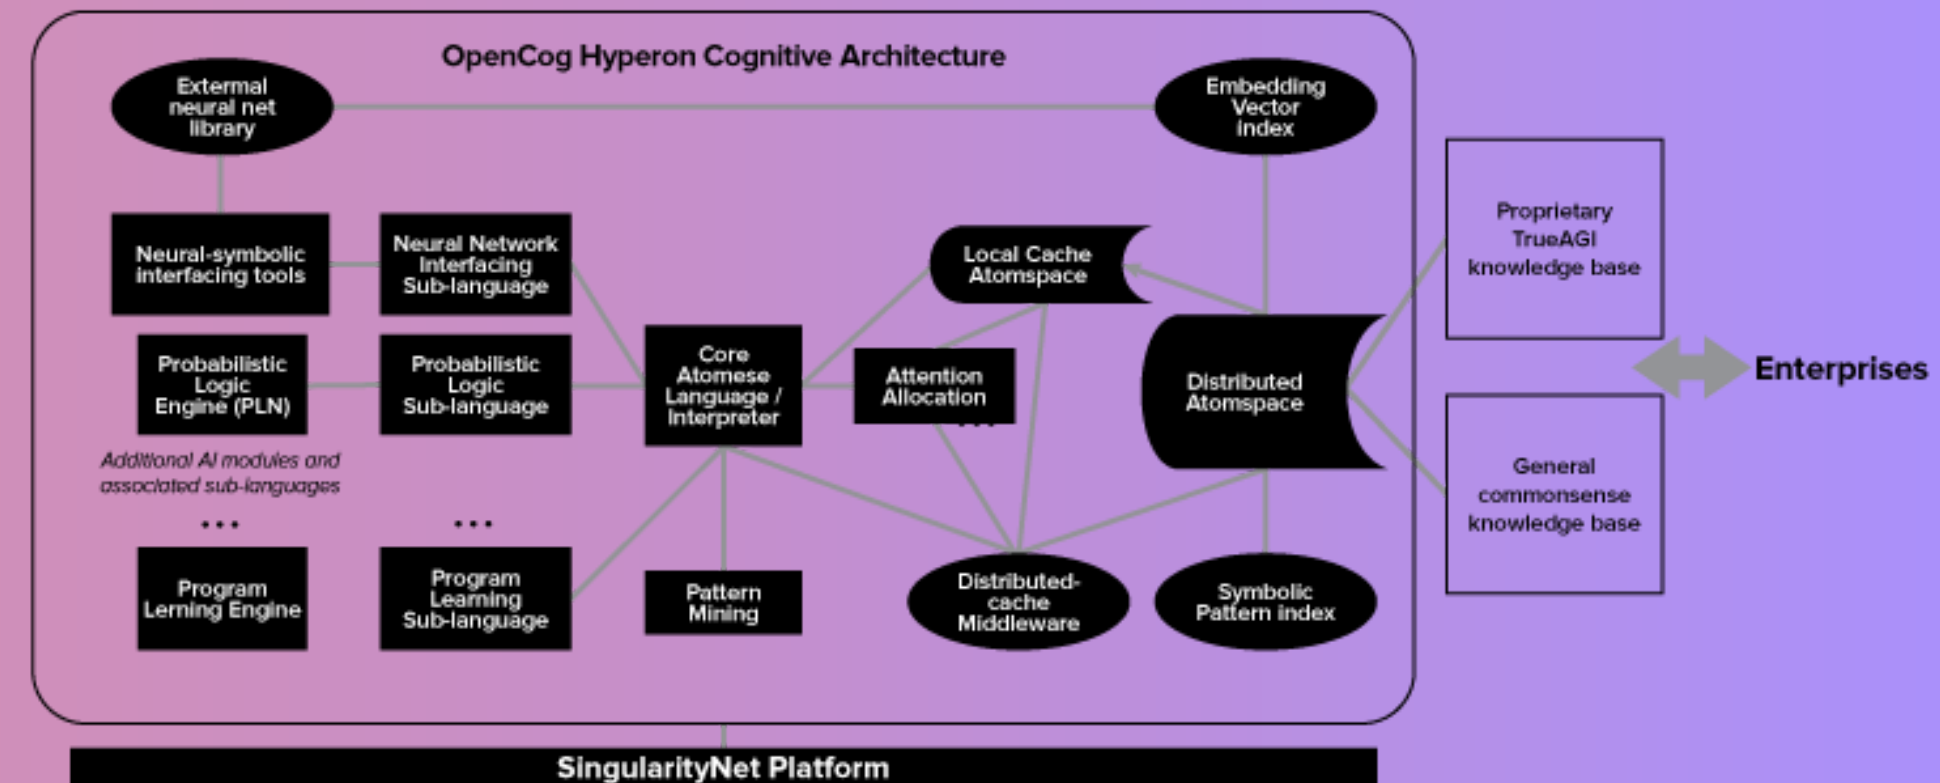 OpenCog Hyperon Cognitive Architecture
Extermal
neural net
library
Embedding
Vector
index
Neural-symbolic
interfacing tools
Neural Network
Interfacing
Sub-language
Local Cache
Atomspace
Proprietary
TrueAGI
knowledge base
Probabilistic
Logic
Engine (PLN)
Probabilistic
Logic
Sub-language
Core
Atomese
Language /
Interpreter
Attention
Allocation
...
Distributed
Atomspace
Enterprises
Additional AI modules and
associated sub-languages
...
...
General
commonsense
knowledge base
Program
Lerning Engine
Program
Learning
Sub-language
Pattern
Mining
Distributed-
cache
Middleware
Symbolic
Pattern index
SingularityNet Platform